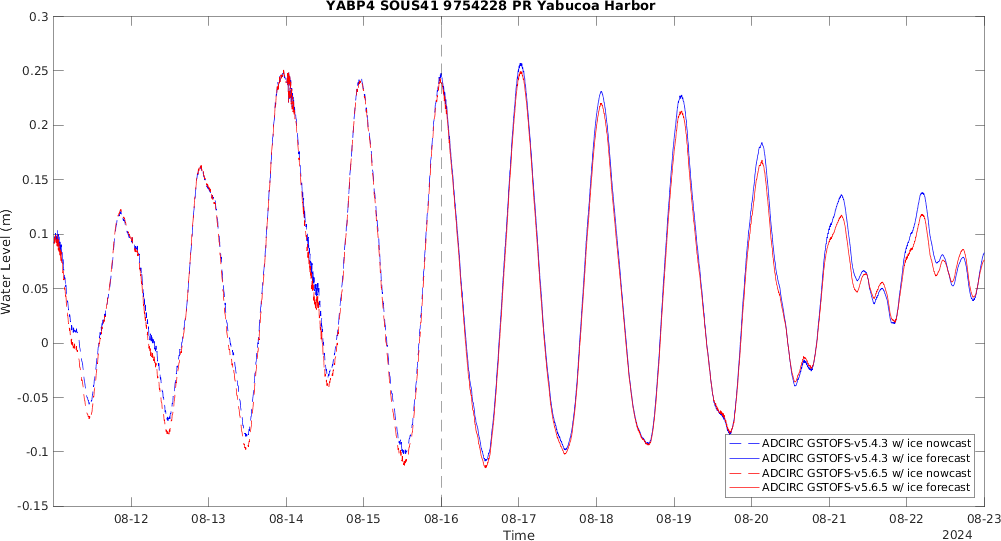 YABP4 SOUS41 9754228 PR Yabucoa Harbor
0.3
0.25
0.2
0.15
0.1
0.05
0
-0.05
-0.1
-0.15
Water Level (m)
ADCIRC GSTOFS-v5.4.3 w/ ice nowcast
ADCIRC GSTOFS-v5.4.3 w/ ice forecast
ADCIRC GSTOFS-v5.6.5 w/ ice nowcast
ADCIRC GSTOFS-v5.6.5 w/ ice forecast
08-12 08-13 08-14 08-15 08-16 08-17 08-18 08-19 08-20 08-21 08-22 08-23
Time
2024